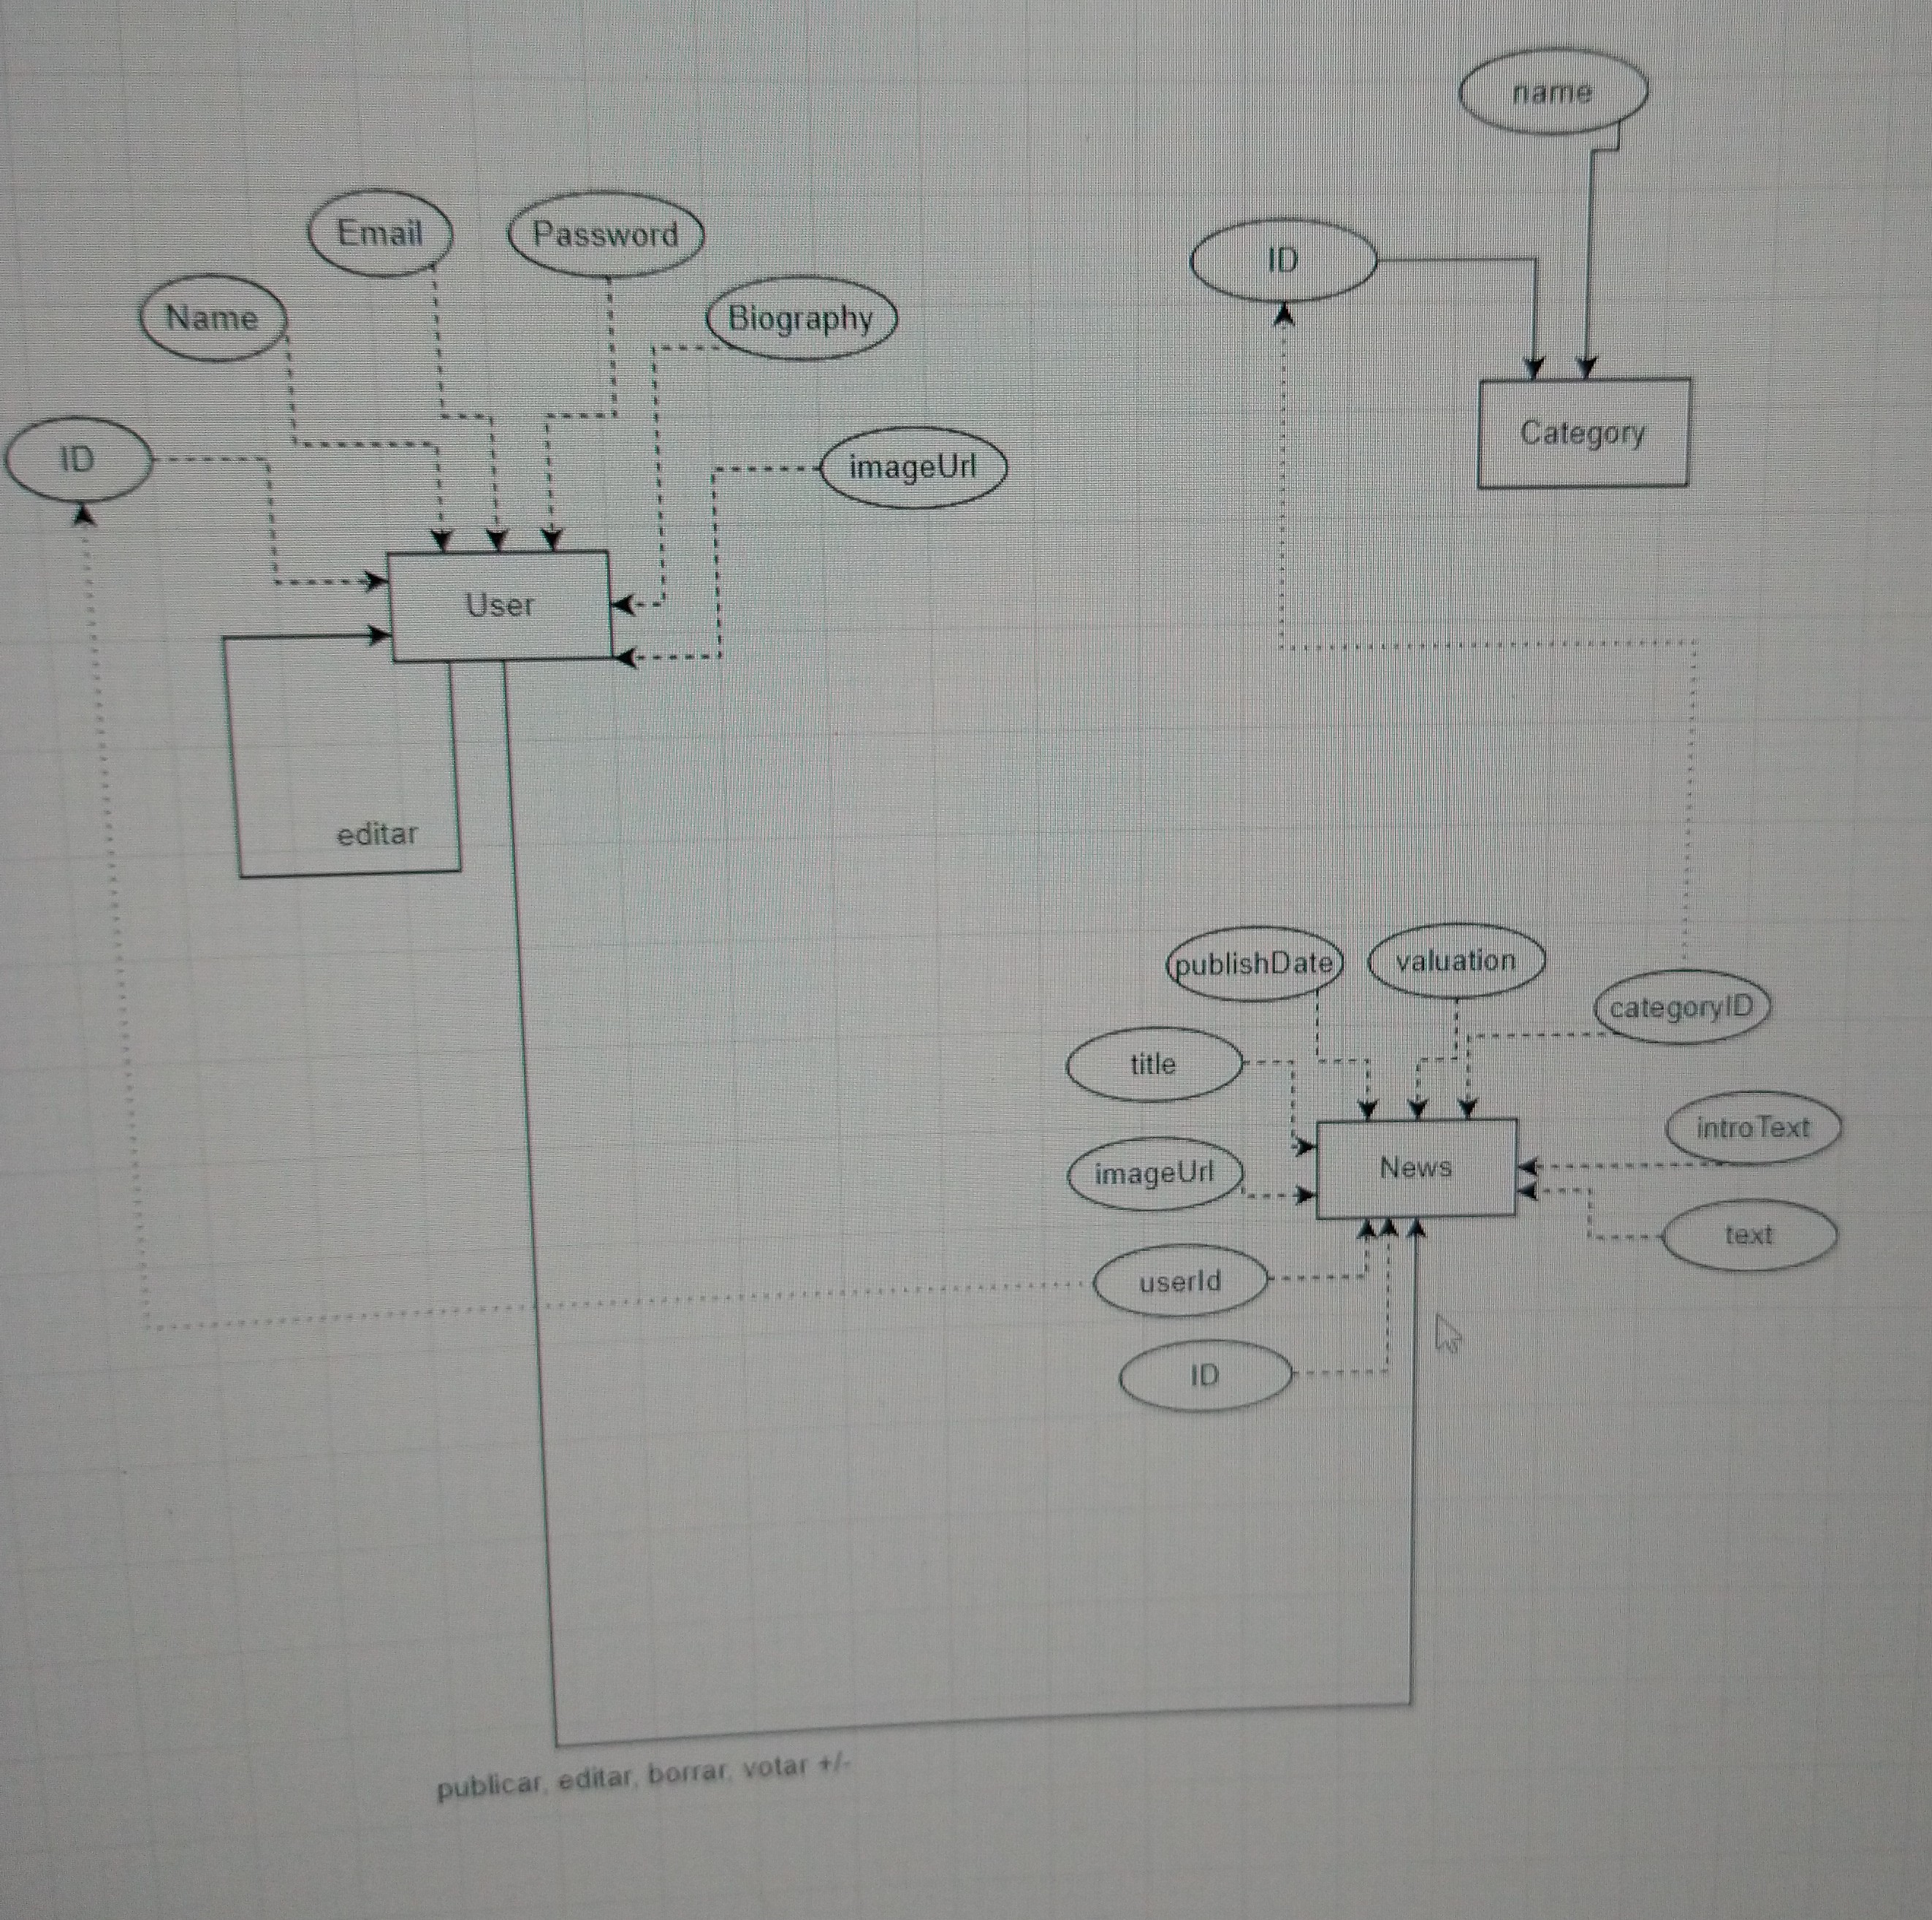 name
Email
Password
ID
Name
Biography
Category
ID
imageUrl
User
editar
publishDate
valuation
categoryID
title
introText
News
imageUrl
text
userId
ID
publicar, editar, borrar, votar +/-